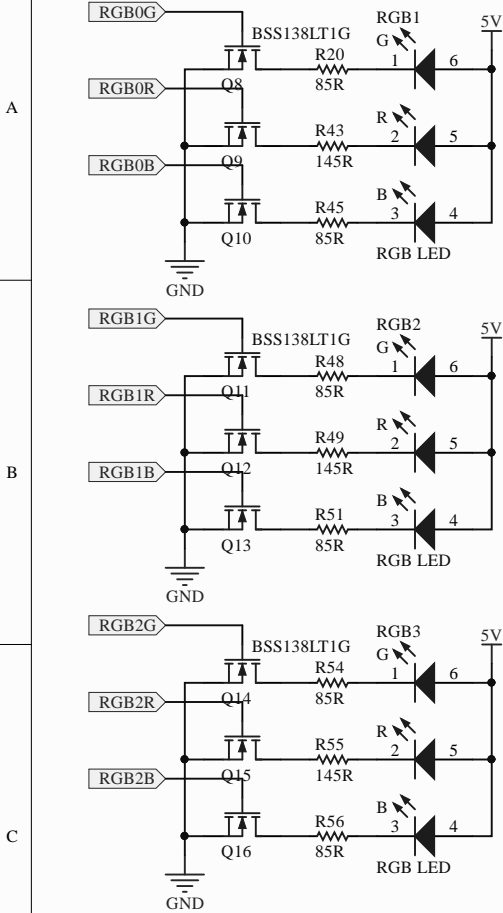 RGB0G
BSS138LT1G
RGB1
5V
G
R20
1
6
Q8
85R
RGB0R
R
R43
2
5
Q9
145R
RGB0B
B
R45
3
4
Q10
85R
RGB LED
GND
A
RGB1G
BSS138LT1G
RGB2
5V
G
R48
1
6
Q11
85R
RGB1R
R
R49
2
5
Q12
145R
RGB1B
B
R51
3
4
Q13
85R
RGB LED
GND
B
RGB2G
BSS138LT1G
RGB3
5V
G
R54
1
6
Q14
85R
RGB2R
R
R55
2
5
Q15
145R
RGB2B
B
R56
3
4
Q16
85R
RGB LED
GND
C